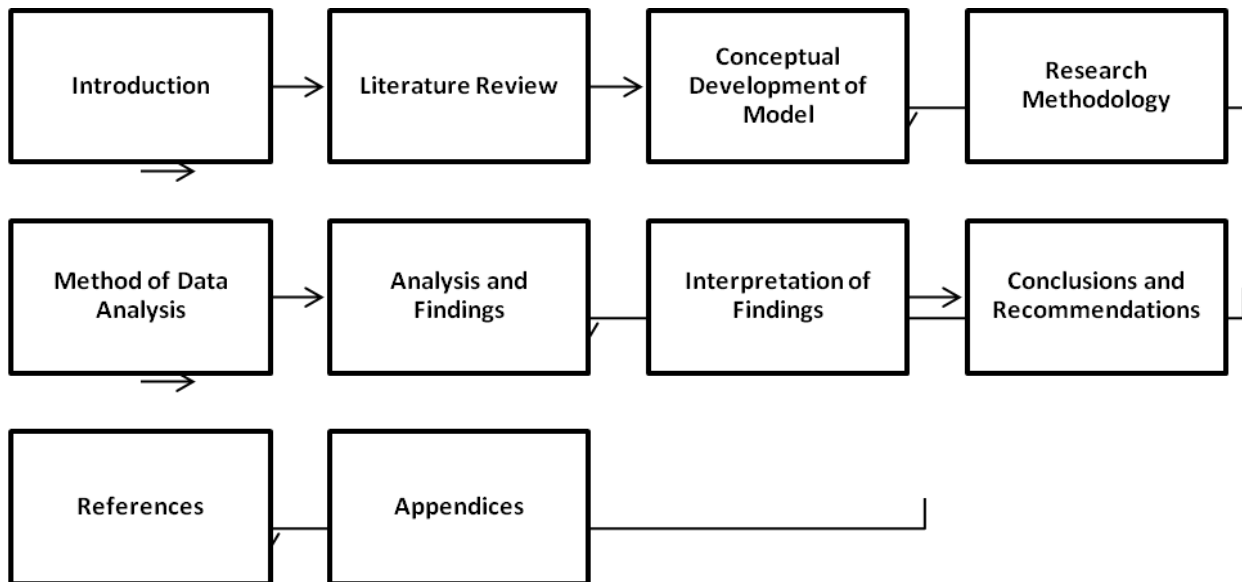 Introduction
Literature Review
Conceptual
Development of
Model
Research
Methodology
Method of Data
Analysis
Analysis and
Findings
Interpretation of
Findings
Conclusions and
Recommendations
References
Appendices